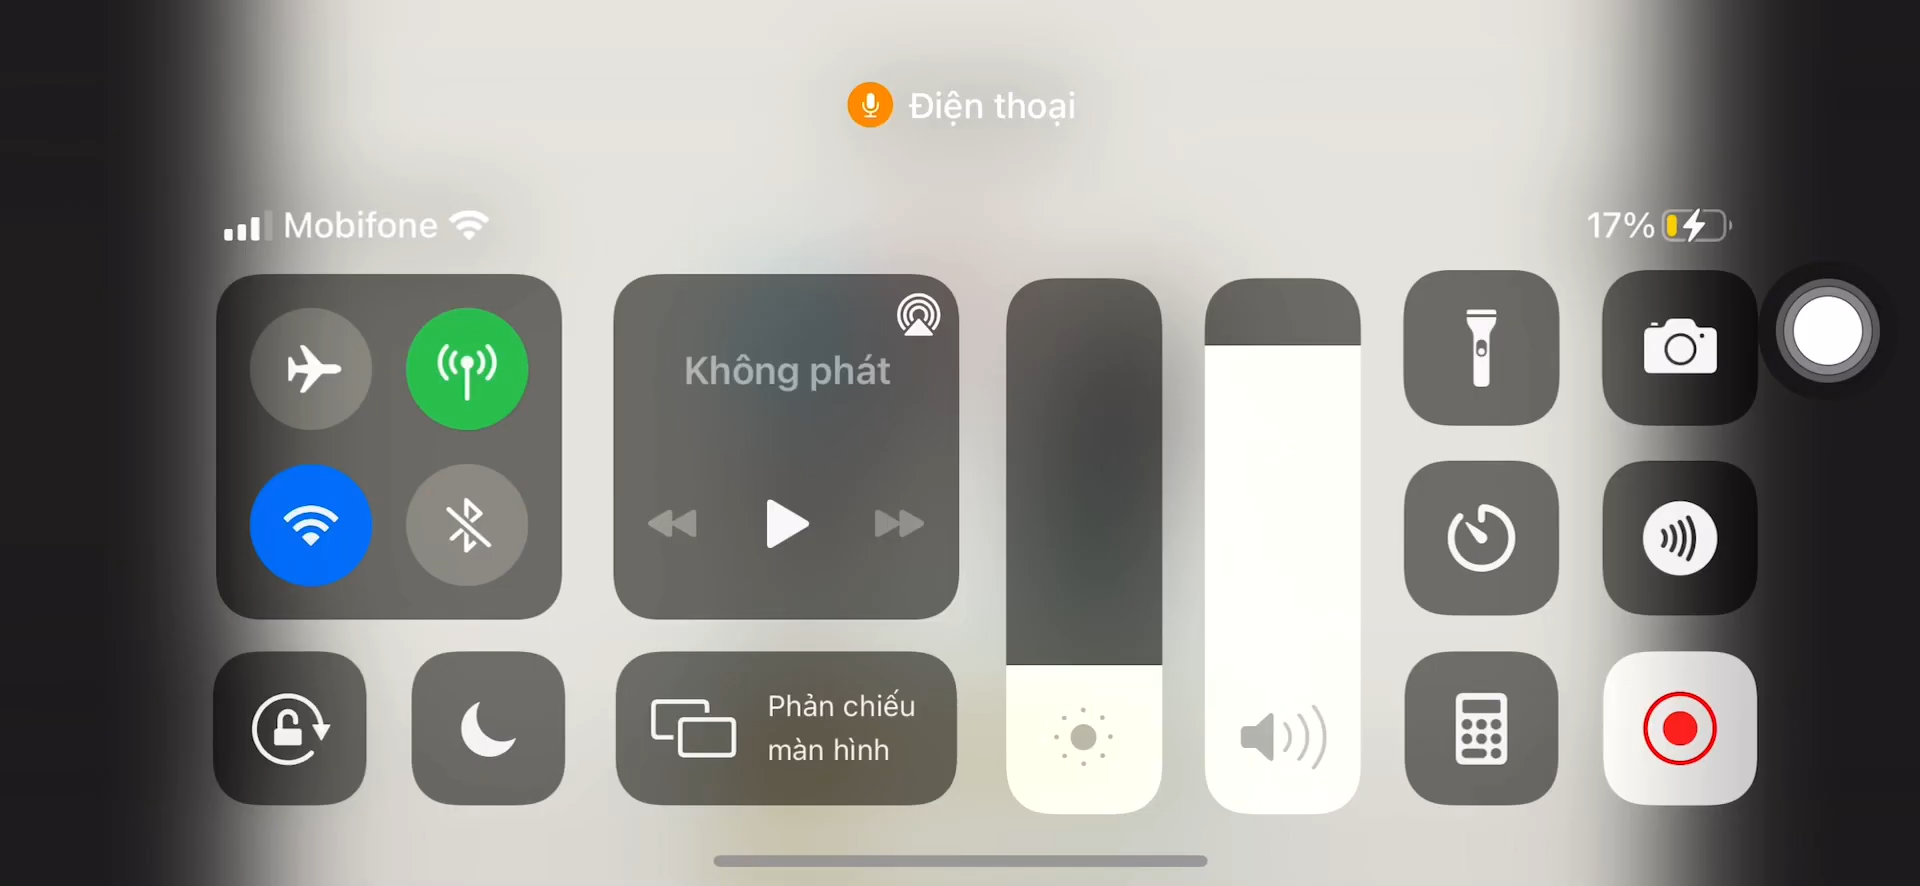 Điện thoại
Mobifone
17%
Không phát
Phản chiếu
màn hình